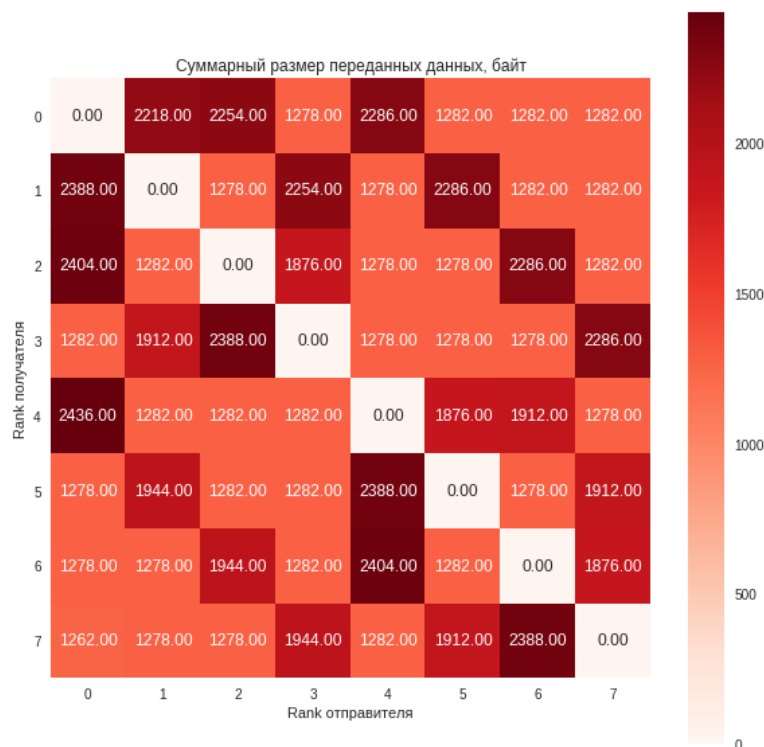 Суммарный размер переданных данных, байт
0 0.00 2218.00 2254.00 1278.00 2286.00 1282.00 1282.00 1282.00
1 2388.00 0.00 1278.00 2254.00 1278.00 2286.00 1282.00 1282.00
2 2404.00 1282.00 0.00 1876.00 1278.00 1278.00 2286.00 1282.00
3 1282.00 1912.00 2388.00 0.00 1278.00 1278.00 1278.00 2286.00
4 2436.00 1282.00 1282.00 1282.00 0.00 1876.00 1912.00 1278.00
5 1278.00 1944.00 1282.00 1282.00 2388.00 0.00 1278.00 1912.00
6 1278.00 1278.00 1944.00 1282.00 2404.00 1282.00 0.00 1876.00
7 1262.00 1278.00 1278.00 1944.00 1282.00 1912.00 2388.00 0.00
0 1 2 3 4 5 6 7
Rank отправителя
Rank получателя
2000
1500
1000
500
0